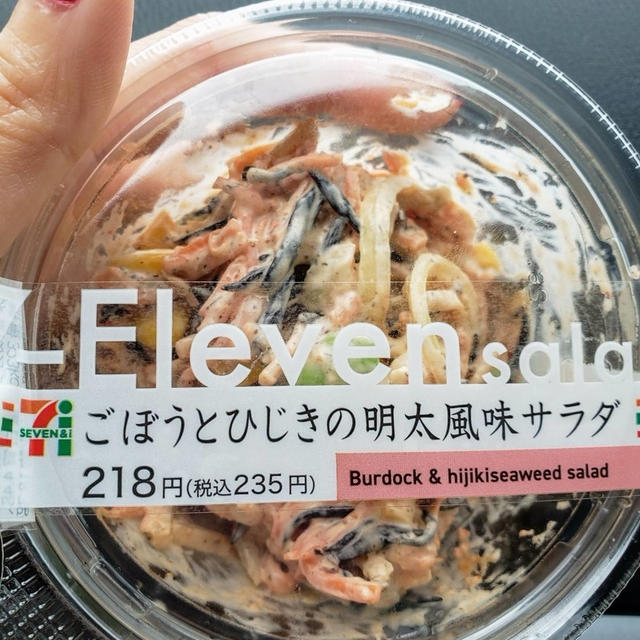 -Eleven sala
SEVEN&i
ごぼうとひじきの明太風味サラダ
218円(税込235円)
Burdock & hijikiseaweed salad